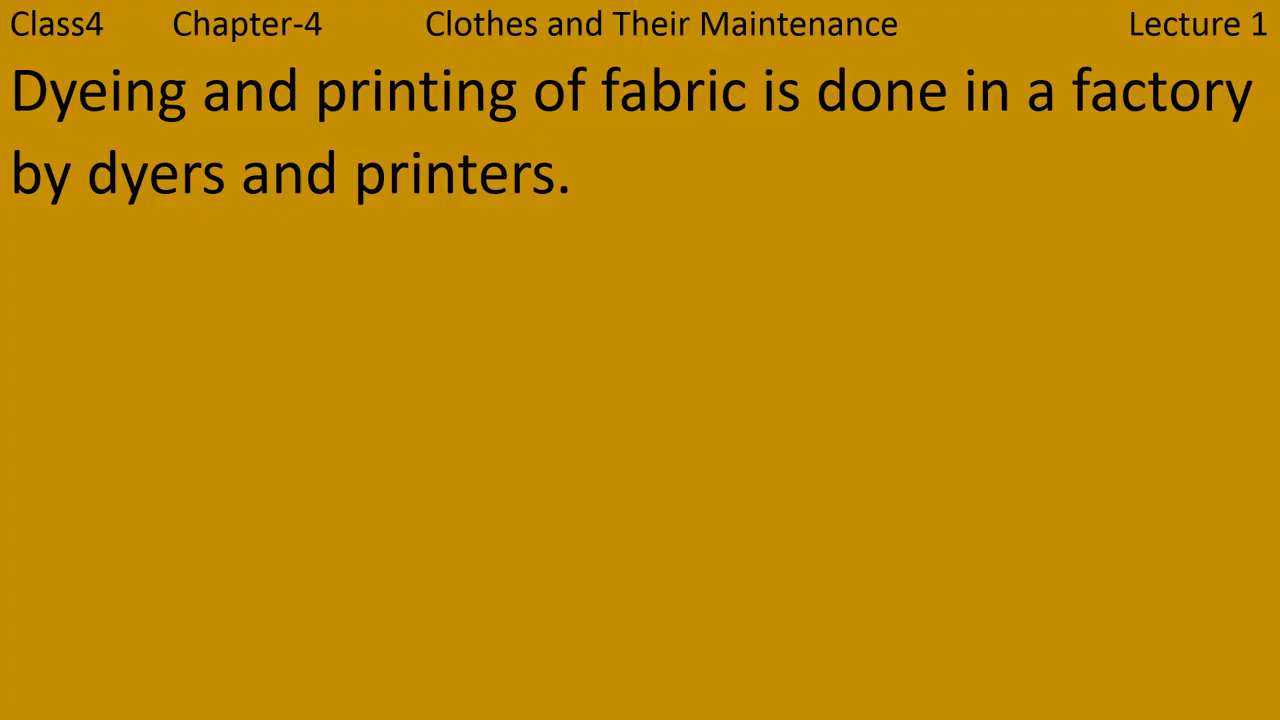 Class4 Chapter-4 Clothes and Their Maintenance Lecture 1
Dyeing and printing of fabric is done in a factory
by dyers and printers.